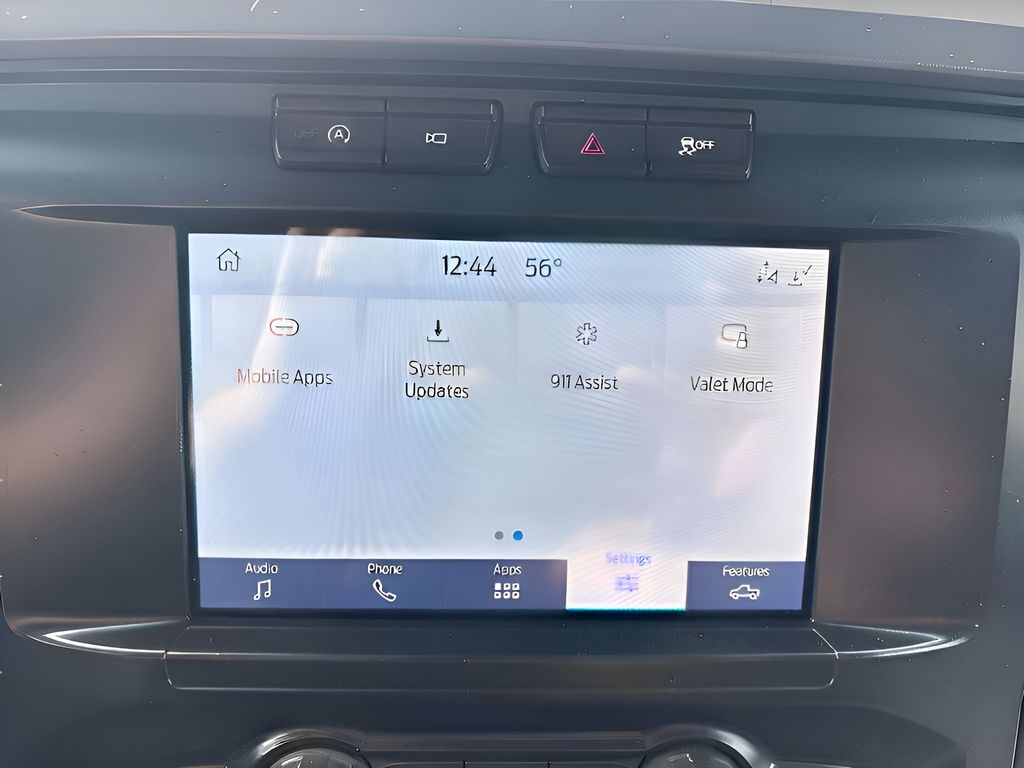 OFF A
OFF
12:44 56°
Mobile Apps
System
Updates
911 Assist
Valet Mode
Audio
Phone
Apps
Settings
Features